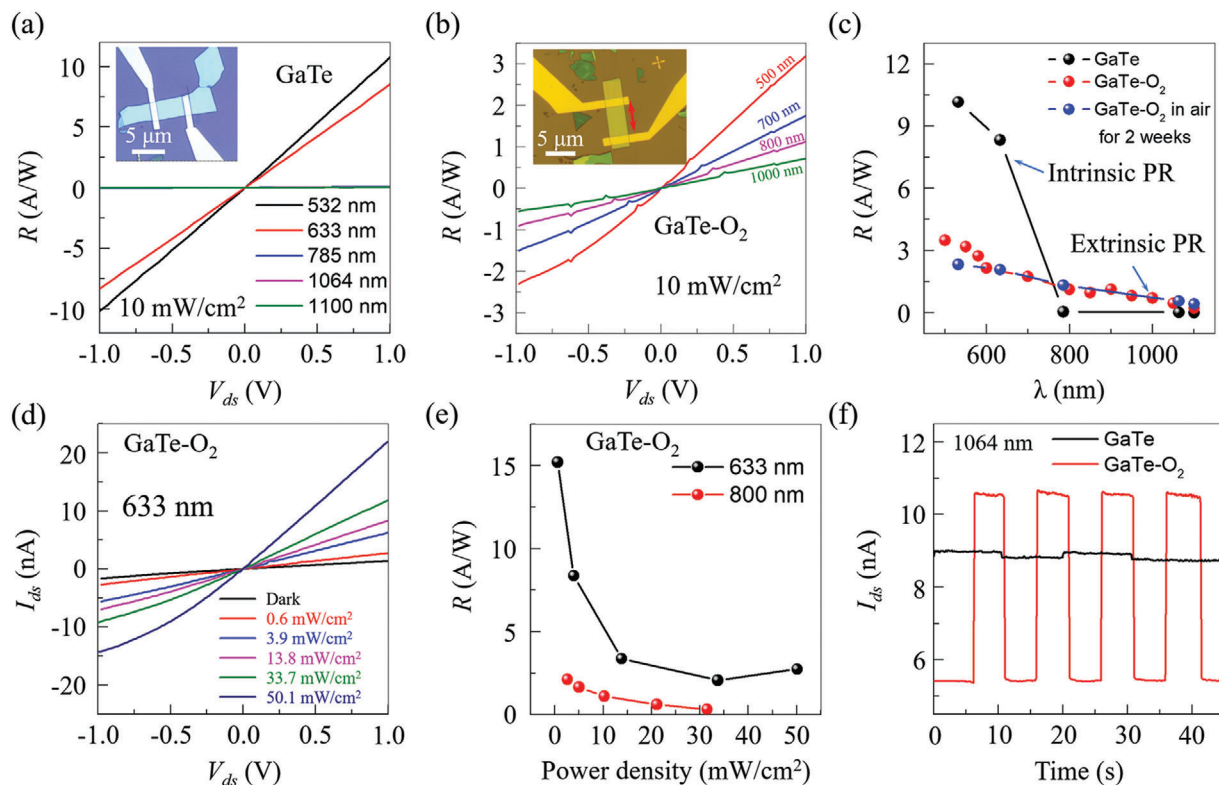 (a)
10
5
0
-5
-10
R (A/W)
5 μm
GaTe
532 nm
633 nm
785 nm
1064 nm
1100 nm
10 mW/cm²
-1.0 -0.5 0.0 0.5 1.0
V_ds (V)
(b)
4
3
2
1
0
-1
-2
-3
R (A/W)
5 μm
500 nm
700 nm
800 nm
1000 nm
GaTe-O₂
10 mW/cm²
-1.0 -0.5 0.0 0.5 1.0
V_ds (V)
(c)
12
9
6
3
0
R (A/W)
GaTe
GaTe-O₂
GaTe-O₂ in air
for 2 weeks
Intrinsic PR
Extrinsic PR
600 800 1000
λ (nm)
(d)
20
10
0
-10
-20
I_ds (nA)
GaTe-O₂
633 nm
Dark
0.6 mW/cm²
3.9 mW/cm²
13.8 mW/cm²
33.7 mW/cm²
50.1 mW/cm²
-1.0 -0.5 0.0 0.5 1.0
V_ds (V)
(e)
15
10
5
0
R (A/W)
GaTe-O₂
633 nm
800 nm
0 10 20 30 40 50
Power density (mW/cm²)
(f)
12
10
8
6
I_ds (nA)
1064 nm
GaTe
GaTe-O₂
0 10 20 30 40
Time (s)